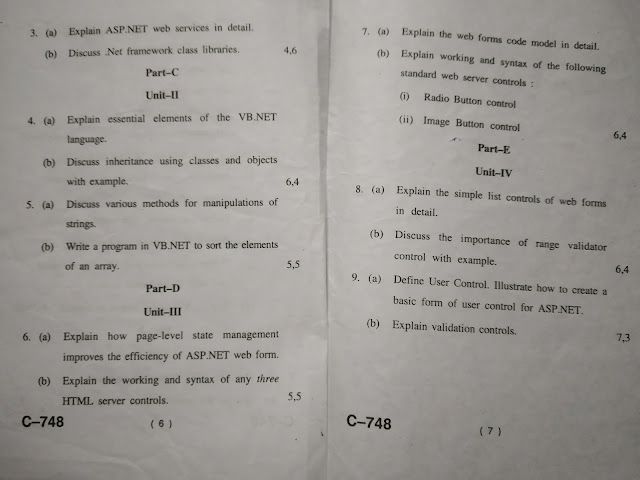 3. (a) Explain ASP.NET web services in detail.
(b) Discuss .Net framework class libraries. 4,6
Part–C
Unit–II
4. (a) Explain essential elements of the VB.NET
language.
(b) Discuss inheritance using classes and objects
with example. 6,4
5. (a) Discuss various methods for manipulations of
strings.
(b) Write a program in VB.NET to sort the elements
of an array. 5,5
Part–D
Unit–III
6. (a) Explain how page-level state management
improves the efficiency of ASP.NET web form.
(b) Explain the working and syntax of any three
HTML server controls. 5,5
C–748 ( 6 )
7. (a) Explain the web forms code model in detail.
(b) Explain working and syntax of the following
standard web server controls :
(i) Radio Button control
(ii) Image Button control 6,4
Part–E
Unit–IV
8. (a) Explain the simple list controls of web forms
in detail.
(b) Discuss the importance of range validator
control with example. 6,4
9. (a) Define User Control. Illustrate how to create a
basic form of user control for ASP.NET.
(b) Explain validation controls. 7,3
C–748 ( 7 )